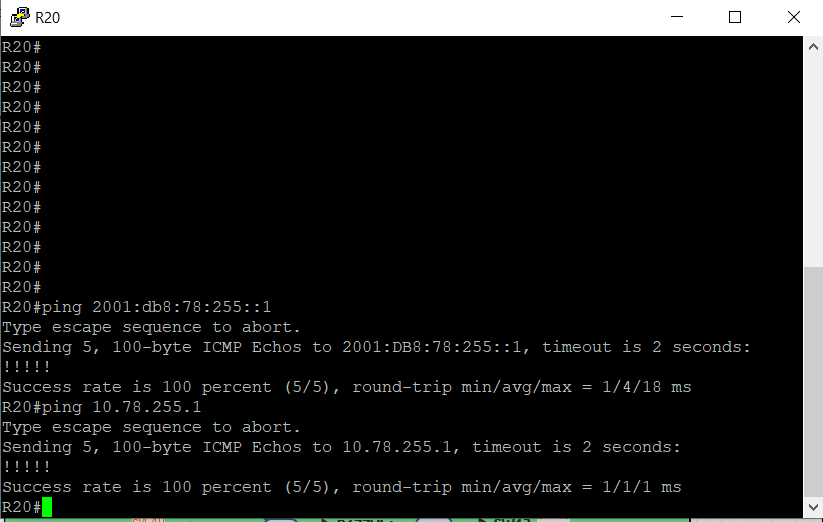 R20
R20#
R20#
R20#
R20#
R20#
R20#
R20#
R20#
R20#
R20#
R20#
R20#
R20#
R20#ping 2001:db8:78:255::1
Type escape sequence to abort.
Sending 5, 100-byte ICMP Echos to 2001:DB8:78:255::1, timeout is 2 seconds:
!!!!!
Success rate is 100 percent (5/5), round-trip min/avg/max = 1/4/18 ms
R20#ping 10.78.255.1
Type escape sequence to abort.
Sending 5, 100-byte ICMP Echos to 10.78.255.1, timeout is 2 seconds:
!!!!!
Success rate is 100 percent (5/5), round-trip min/avg/max = 1/1/1 ms
R20#